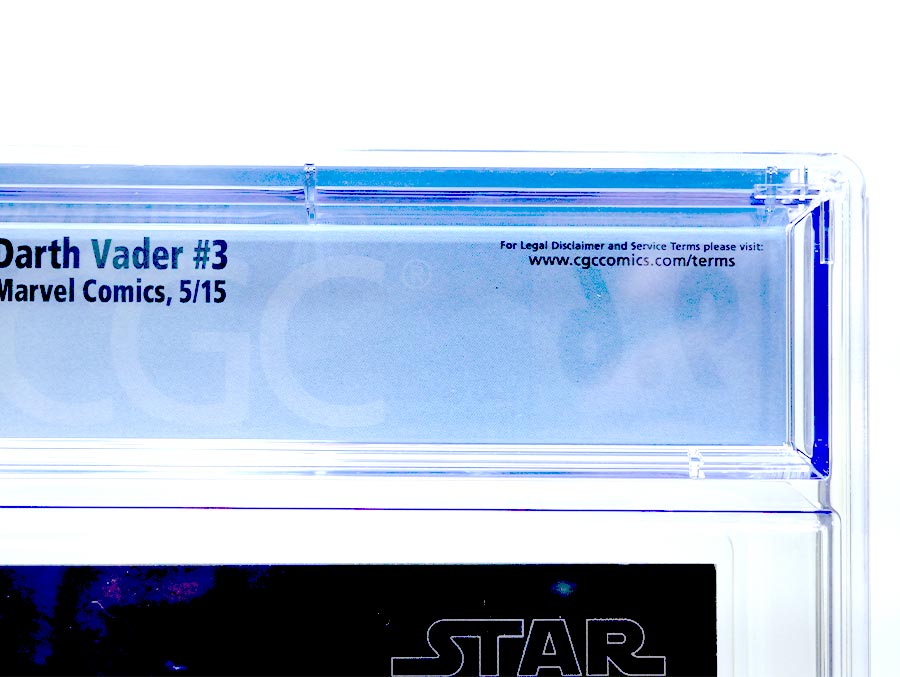 Darth Vader #3
Marvel Comics, 5/15
For Legal Disclaimer and Service Terms please visit:
www.cgccomics.com/terms
CGC®
STAR